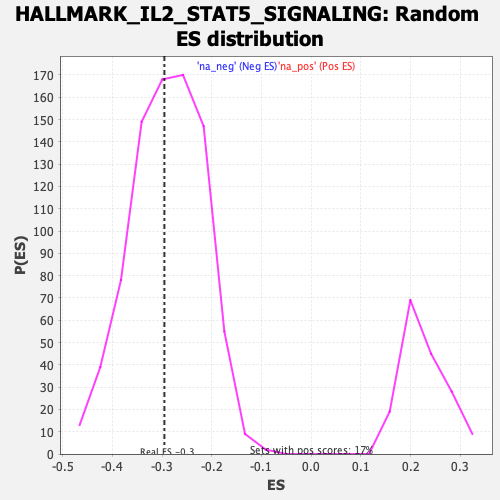 HALLMARK_IL2_STAT5_SIGNALING: Random
ES distribution
'na_neg' (Neg ES) 'na_pos' (Pos ES)
170
160
150
140
130
120
110
100
90
80
70
60
50
40
30
20
10
0
P(ES)
Real ES -0.3
Sets with pos scores: 17%
-0.5 -0.4 -0.3 -0.2 -0.1 0.0 0.1 0.2 0.3
ES